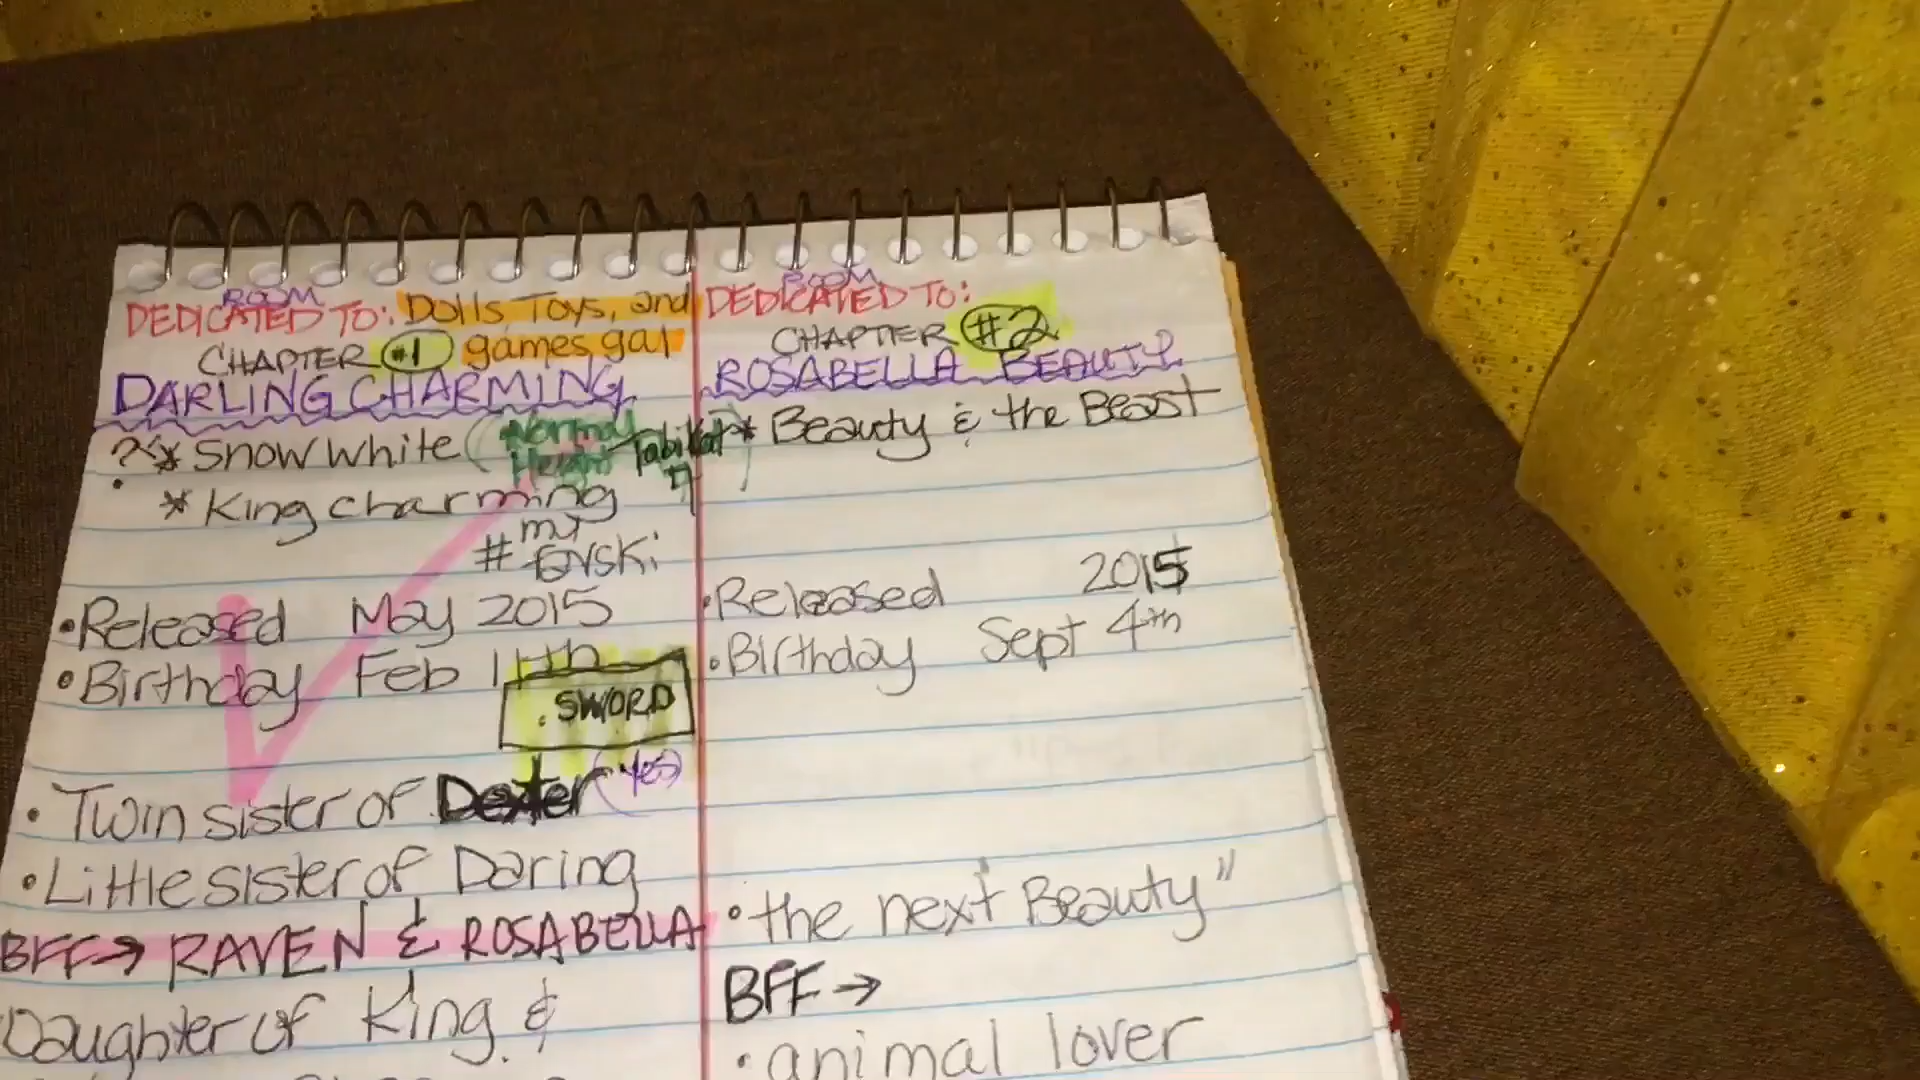 ROOM
DEDICATED TO: Dolls Toys, and
CHAPTER #1 games gal
DARLING CHARMING
?* Snow White (Normal
Height Tabikat
* King charming
# my
Released May 2015
• Birthday Feb 11th
• SWORD
• Twin sister of Dexter (Yes)
• Little sister of Daring
BFF → RAVEN & ROSABELLA
Daughter of King &
ROOM
DEDICATED TO:
CHAPTER #2
ROSABELLA BEAUTY
* Beauty & the Beast
• Released 2015
• Birthday Sept 4th
• the next Beauty"
BFF →
• animal lover